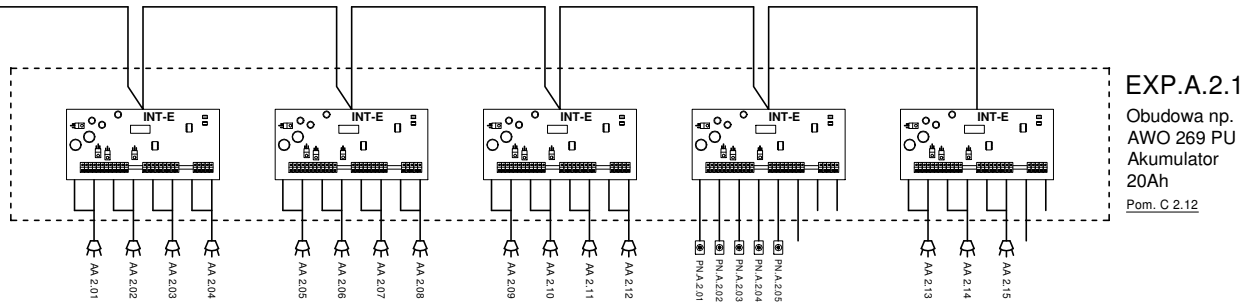 INT-E
INT-E
INT-E
INT-E
INT-E
EXP.A.2.1
Obudowa np.
AWO 269 PU
Akumulator
20Ah
Pom. C 2.12
AA 2.01
AA 2.02
AA 2.03
AA 2.04
AA 2.05
AA 2.06
AA 2.07
AA 2.08
AA 2.09
AA 2.10
AA 2.11
AA 2.12
PN.A.2.01
PN.A.2.02
PN.A.2.03
PN.A.2.04
PN.A.2.05
AA 2.13
AA 2.14
AA 2.15